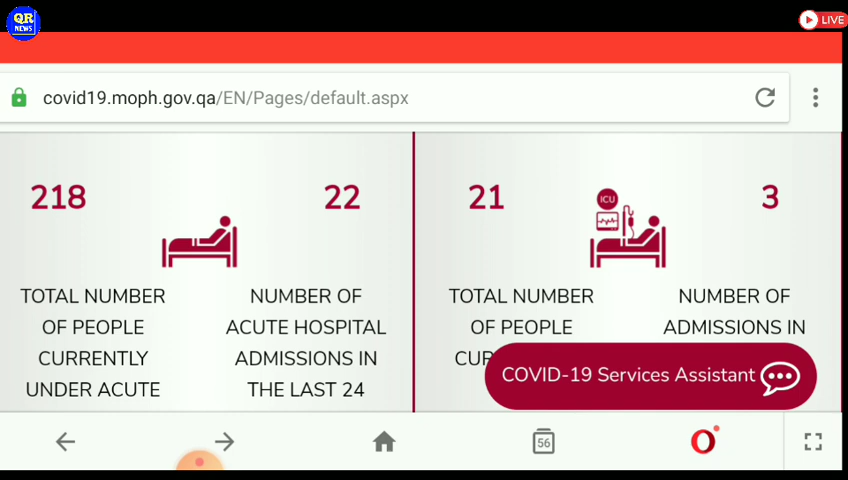 QR
NEWS
LIVE
covid19.moph.gov.qa/EN/Pages/default.aspx
218
22
TOTAL NUMBER
OF PEOPLE
CURRENTLY
UNDER ACUTE
NUMBER OF
ACUTE HOSPITAL
ADMISSIONS IN
THE LAST 24
21
ICU
3
TOTAL NUMBER
OF PEOPLE
NUMBER OF
ADMISSIONS IN
COVID-19 Services Assistant
56